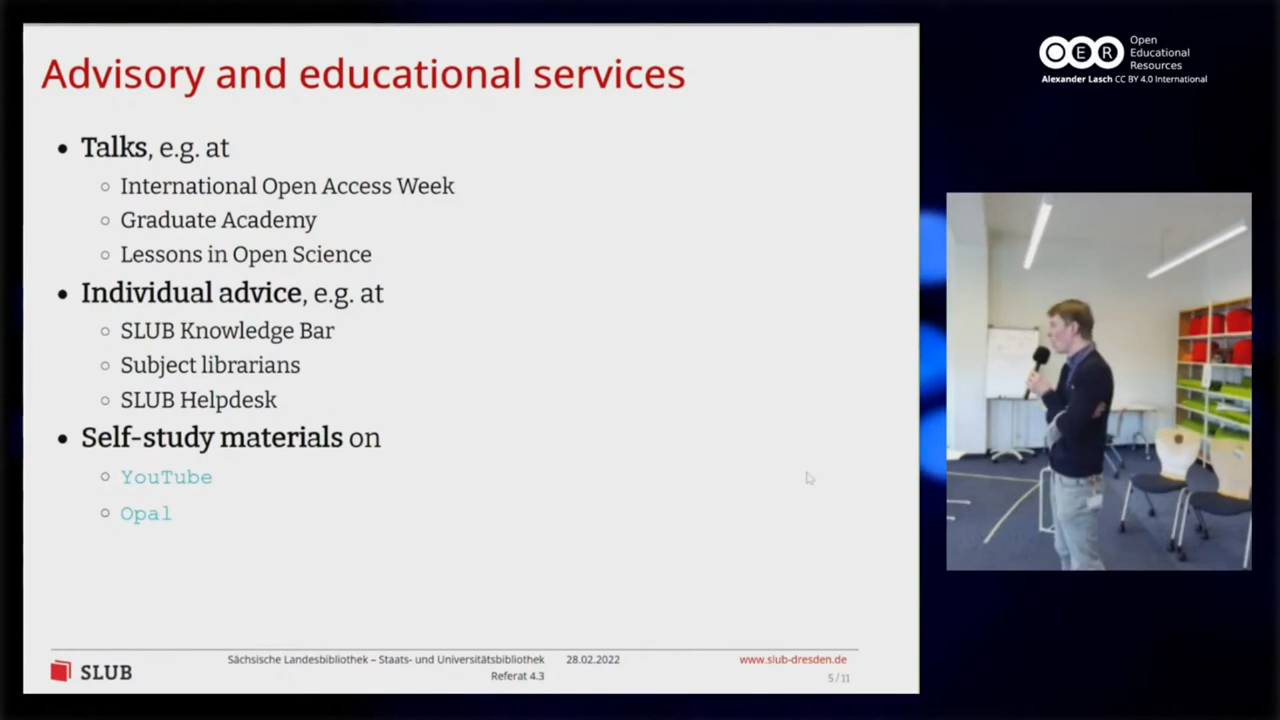 Advisory and educational services
• Talks, e.g. at
○ International Open Access Week
○ Graduate Academy
○ Lessons in Open Science
• Individual advice, e.g. at
○ SLUB Knowledge Bar
○ Subject librarians
○ SLUB Helpdesk
• Self-study materials on
○ YouTube
○ Opal
SLUB
Sächsische Landesbibliothek – Staats- und Universitätsbibliothek
Referat 4.3
28.02.2022
www.slub-dresden.de
5 / 11
OER
Open
Educational
Resources
Alexander Lasch CC BY 4.0 International